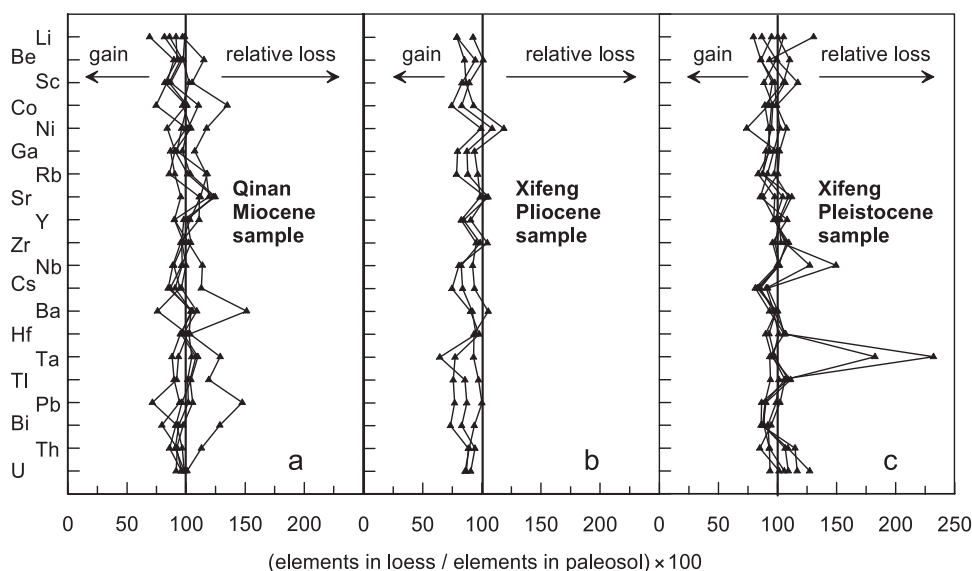 Li
Be
Sc
Co
Ni
Ga
Rb
Sr
Y
Zr
Nb
Cs
Ba
Hf
Ta
Tl
Pb
Bi
Th
U
gain
relative loss
Qinan
Miocene
sample
a
gain
relative loss
Xifeng
Pliocene
sample
b
gain
relative loss
Xifeng
Pleistocene
sample
c
0 50 100 150 200 0 50 100 150 200 0 50 100 150 200 250
(elements in loess / elements in paleosol) × 100